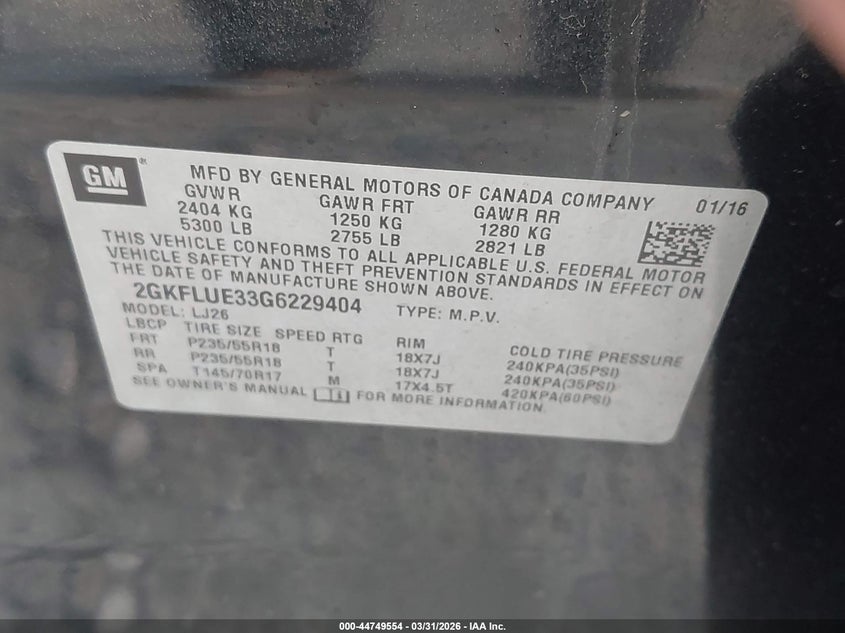 GM
MFD BY GENERAL MOTORS OF CANADA COMPANY 01/16
GVWR GAWR FRT GAWR RR
2404 KG 1250 KG 1280 KG
5300 LB 2755 LB 2821 LB
THIS VEHICLE CONFORMS TO ALL APPLICABLE U.S. FEDERAL MOTOR
VEHICLE SAFETY AND THEFT PREVENTION STANDARDS IN EFFECT ON
THE DATE OF MANUFACTURE SHOWN ABOVE.
2GKFLUE33G6229404 TYPE: M.P.V.
MODEL: LJ26
LBCP TIRE SIZE SPEED RTG RIM COLD TIRE PRESSURE
FRT P235/55R18 T 18X7J 240KPA(35PSI)
RR P235/55R18 T 18X7J 240KPA(35PSI)
SPA T145/70R17 M 17X4.5T 420KPA(60PSI)
SEE OWNER'S MANUAL FOR MORE INFORMATION.
000-44749554 - 03/31/2026 - IAA Inc.